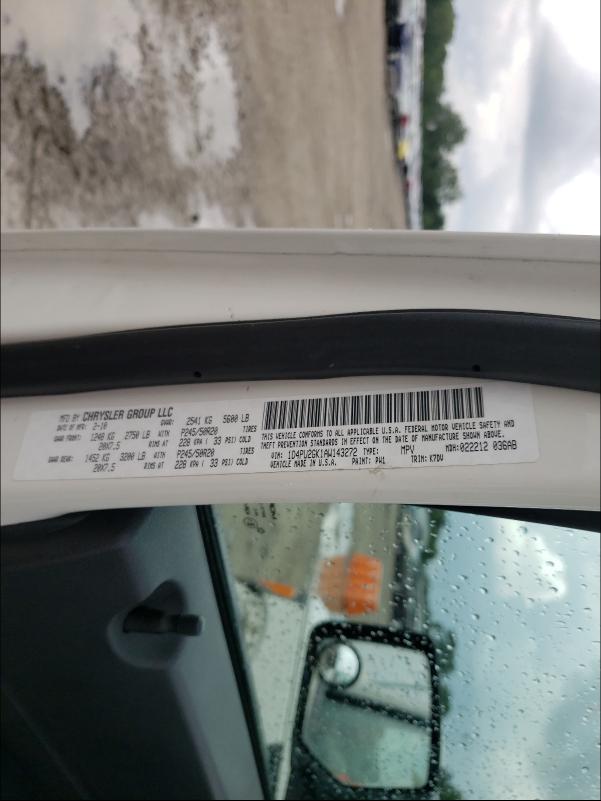 MFD BY CHRYSLER GROUP LLC
DATE OF MFR: 2-10 GVWR: 2541 KG 5600 LB
GAWR FRONT: 1248 KG 2750 LB WITH P245/50R20 TIRES
20X7.5 RIMS AT 228 KPA ( 33 PSI) COLD
GAWR REAR: 1452 KG 3200 LB WITH P245/50R20 TIRES
20X7.5 RIMS AT 228 KPA ( 33 PSI) COLD
THIS VEHICLE CONFORMS TO ALL APPLICABLE U.S.A. FEDERAL MOTOR VEHICLE SAFETY AND
THEFT PREVENTION STANDARDS IN EFFECT ON THE DATE OF MANUFACTURE SHOWN ABOVE.
VIN: 1D4PU2GK1AW143272 TYPE: MPV MDH:022212 036AB
VEHICLE MADE IN U.S.A. PAINT: PW1 TRIM: K7DV